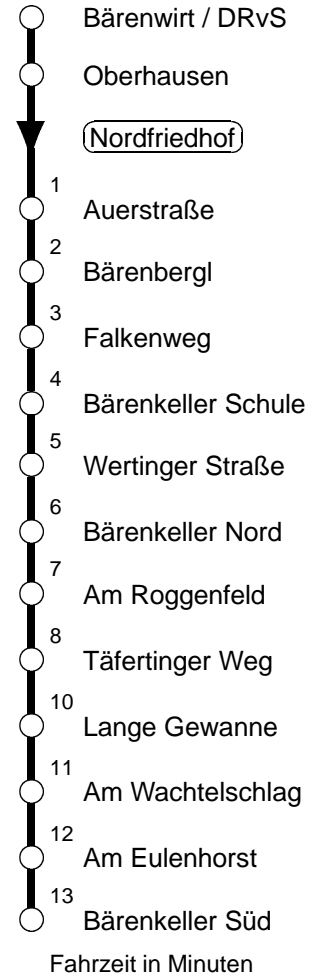 Bärenwirt / DRvS
Oberhausen
Nordfriedhof
1
Auerstraße
2
Bärenbergl
3
Falkenweg
4
Bärenkeller Schule
5
Wertinger Straße
6
Bärenkeller Nord
7
Am Roggenfeld
8
Täfertinger Weg
10
Lange Gewanne
11
Am Wachtelschlag
12
Am Eulenhorst
13
Bärenkeller Süd
Fahrzeit in Minuten